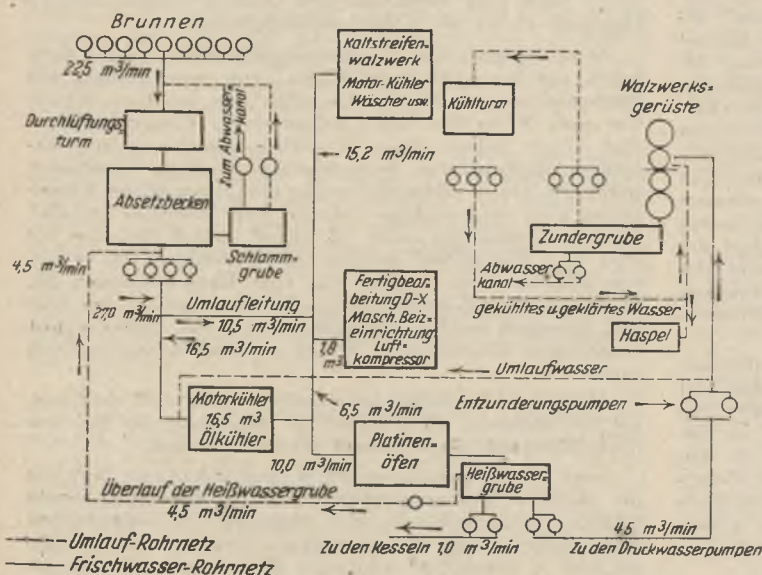 Brunnen
22,5 m³/min
Durchlüftungs-
turm
Absetzbecken
Zum Abwasser-
kanal
Schlamm-
grube
Kaltstreifen-
walzwerk
Motor-Kühler
Wäscher usw.
15,2 m³/min
Kühlturm
Walzwerks-
gerüste
Zundergrube
Abwasser
kanal
gekühltes u. geklärtes Wasser
Haspel
4,5 m³/min
27,0 m³/min
Umlaufleitung
10,5 m³/min
16,5 m³/min
Fertigbear-
beitung D-X
Masch. Beiz-
einrichtung
Luft-
kompressor
1,8
m³
Umlaufwasser
Motorkühler
16,5 m³
Ölkühler
6,5 m³/min
Entzunderungspumpen
10,0 m³/min
Platinen-
öfen
Heißwasser-
grube
Überlauf der Heißwassergrube
4,5 m³/min
Zu den Kesseln 1,0 m³/min
4,5 m³/min
Zu den Druckwasserpumpen
Umlauf-Rohrnetz
Frischwasser-Rohrnetz